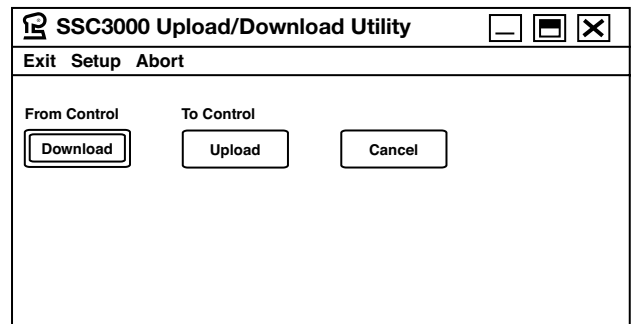 SSC3000 Upload/Download Utility
Exit Setup Abort
From Control To Control
Download Upload Cancel